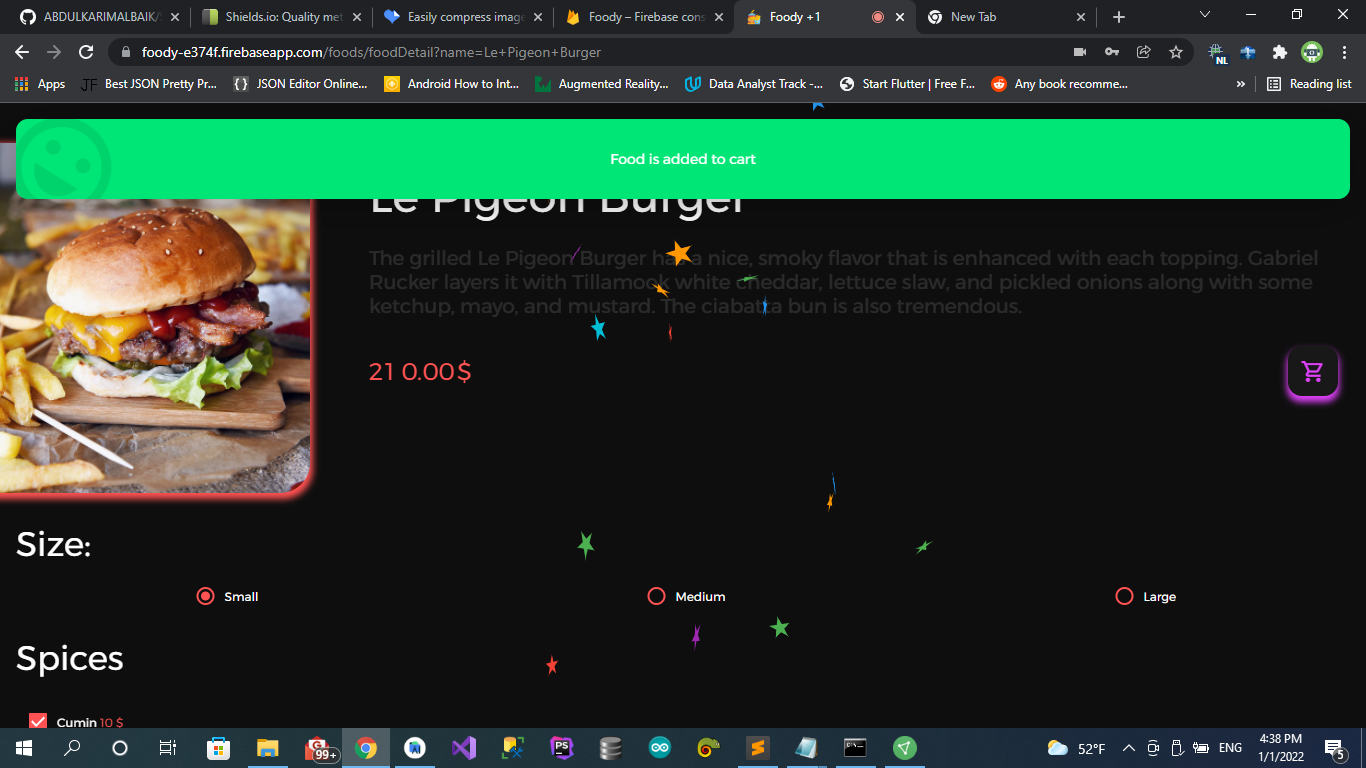 ABDULKARIMALBAIK/
Shields.io: Quality met
Easily compress image
Foody – Firebase cons
Foody +1
New Tab
foody-e374f.firebaseapp.com/foods/foodDetail?name=Le+Pigeon+Burger
NL
Apps
JF Best JSON Pretty Pr...
{} JSON Editor Online...
Android How to Int...
Augmented Reality...
Data Analyst Track -...
Start Flutter | Free F...
Any book recomme...
»
Reading list
Food is added to cart
Le Pigeon Burger
The grilled Le Pigeon Burger has a nice, smoky flavor that is enhanced with each topping. Gabriel
Rucker layers it with Tillamook white cheddar, lettuce slaw, and pickled onions along with some
ketchup, mayo, and mustard. The ciabatta bun is also tremendous.
21 0.00$
Size:
Small
Medium
Large
Spices
Cumin 10 $
99+
PS
52°F
ENG
4:38 PM
1/1/2022
5